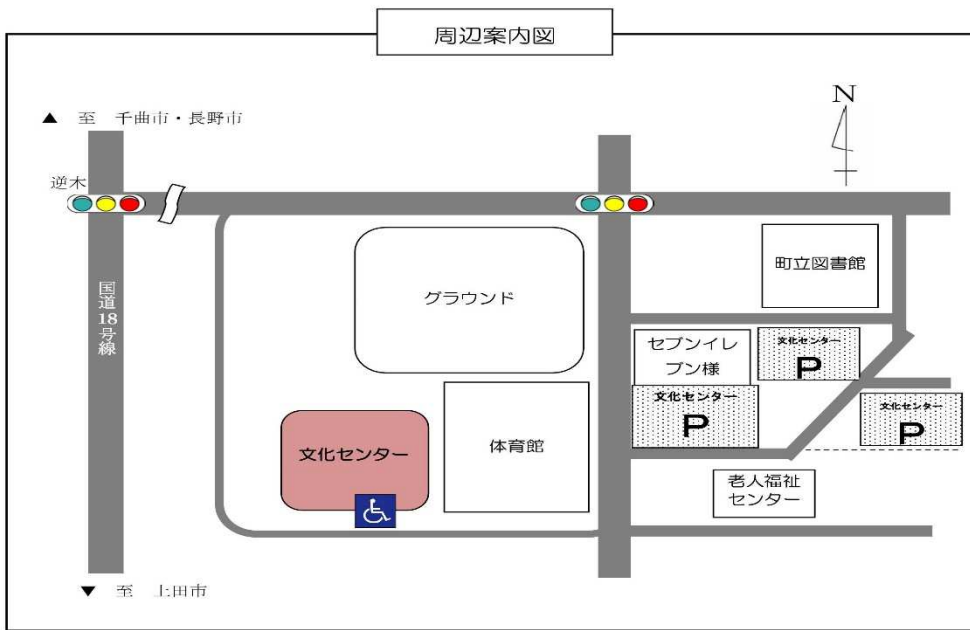 周辺案内図
N
▲ 至 千曲市・長野市
逆木
国道18号線
町立図書館
グラウンド
セブンイレ
ブン様
文化センター
P
文化センター
P
文化センター
P
文化センター
体育館
老人福祉
センター
▼ 至 上田市